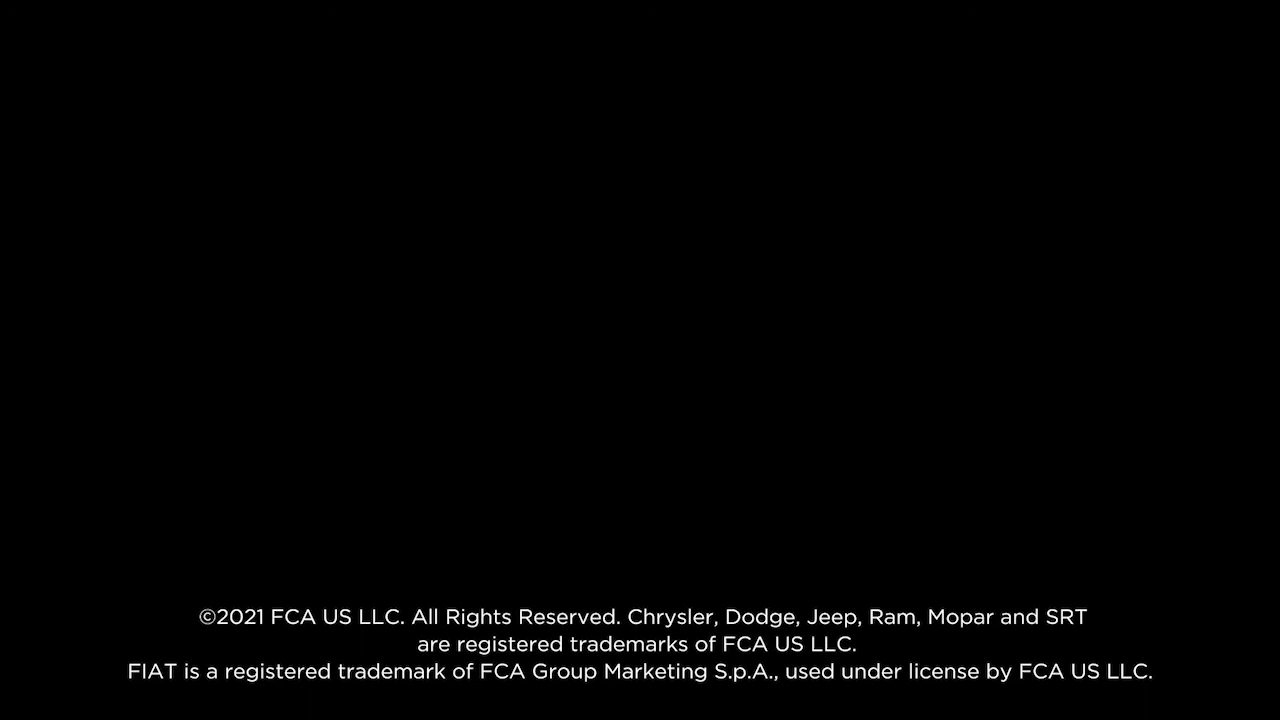 ©2021 FCA US LLC. All Rights Reserved. Chrysler, Dodge, Jeep, Ram, Mopar and SRT
are registered trademarks of FCA US LLC.
FIAT is a registered trademark of FCA Group Marketing S.p.A., used under license by FCA US LLC.